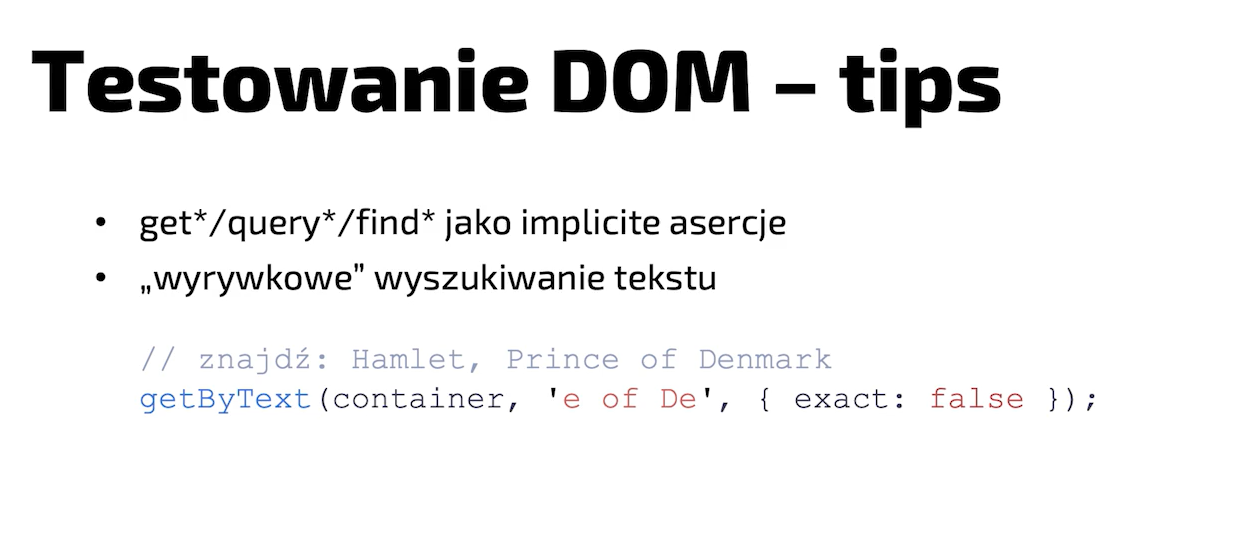 Testowanie DOM – tips
• get*/query*/find* jako implicite asercje
• „wyrywkowe” wyszukiwanie tekstu
// znajdź: Hamlet, Prince of Denmark
getByText(container, 'e of De', { exact: false });